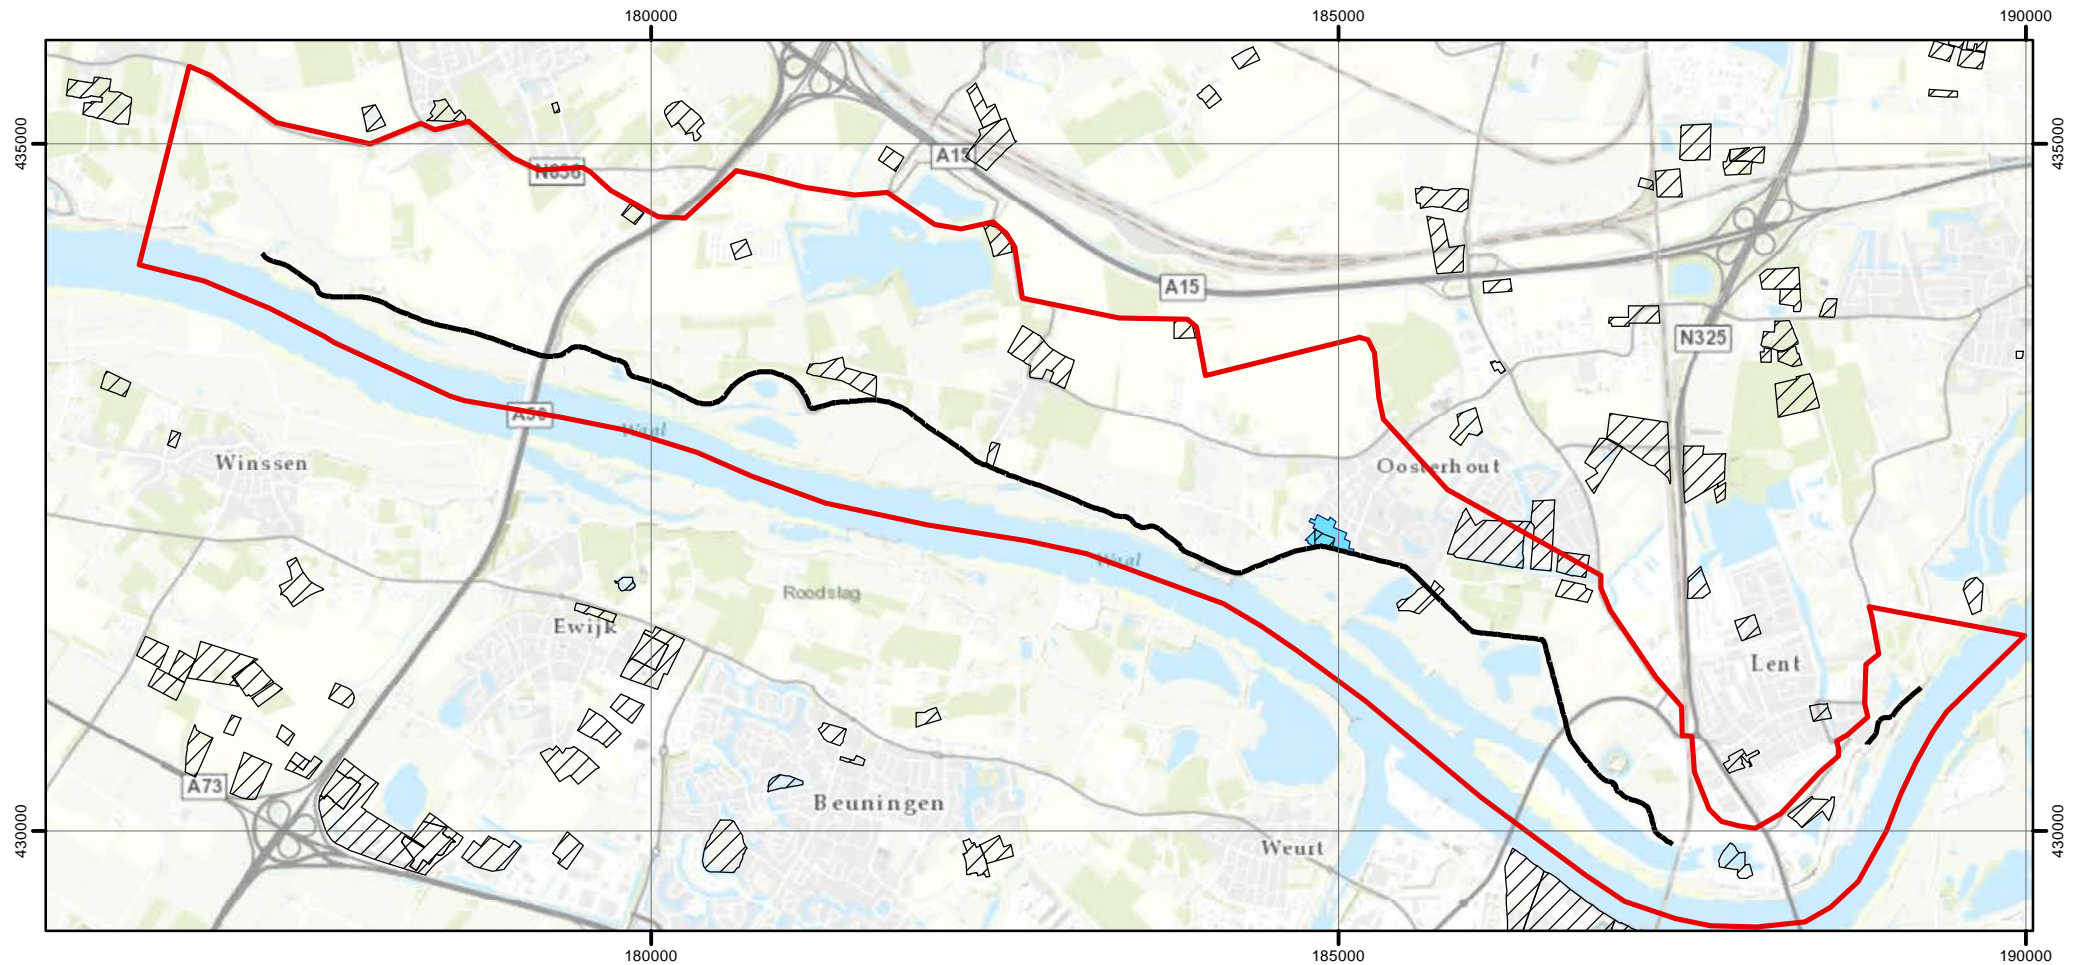 180000
185000
190000
435000
435000
A15
N836
A15
N325
A50
Waal
Winssen
Oosterhout
Waal
Roodslag
Ewijk
Lent
A73
Beuningen
430000
430000
Weurt
180000
185000
190000